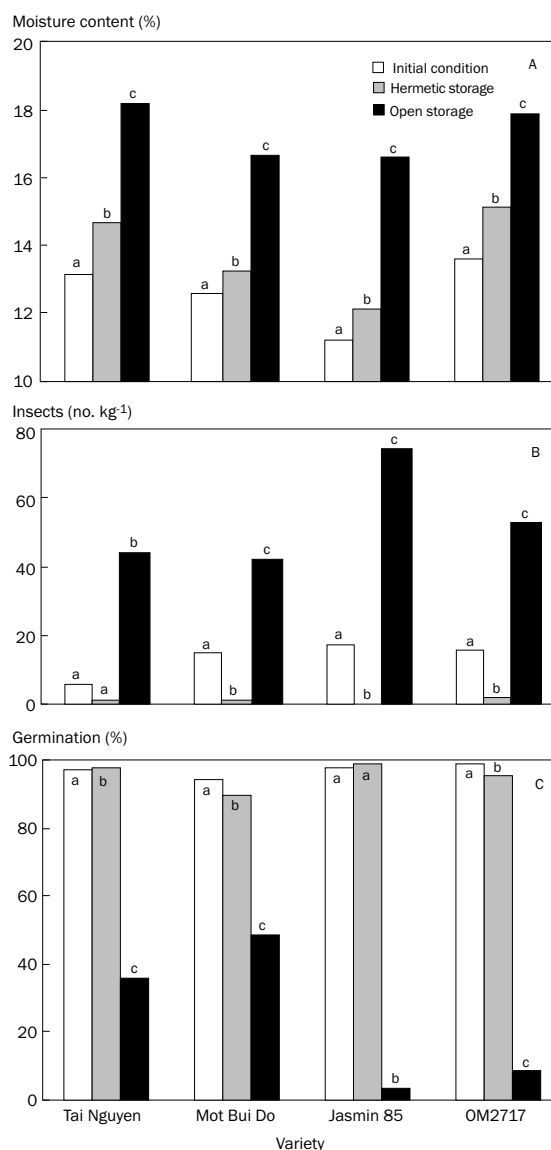 Moisture content (%)
20
A
Initial condition
Hermetic storage
Open storage
18
16
14
12
10
a b c
a b c
a b c
a b c
Insects (no. kg-1)
80
B
60
40
20
0
a a b
a b c
a b c
a b c
Germination (%)
100
C
80
60
40
20
0
a b c
a b c
a a b
a b c
Tai Nguyen Mot Bui Do Jasmin 85 OM2717
Variety